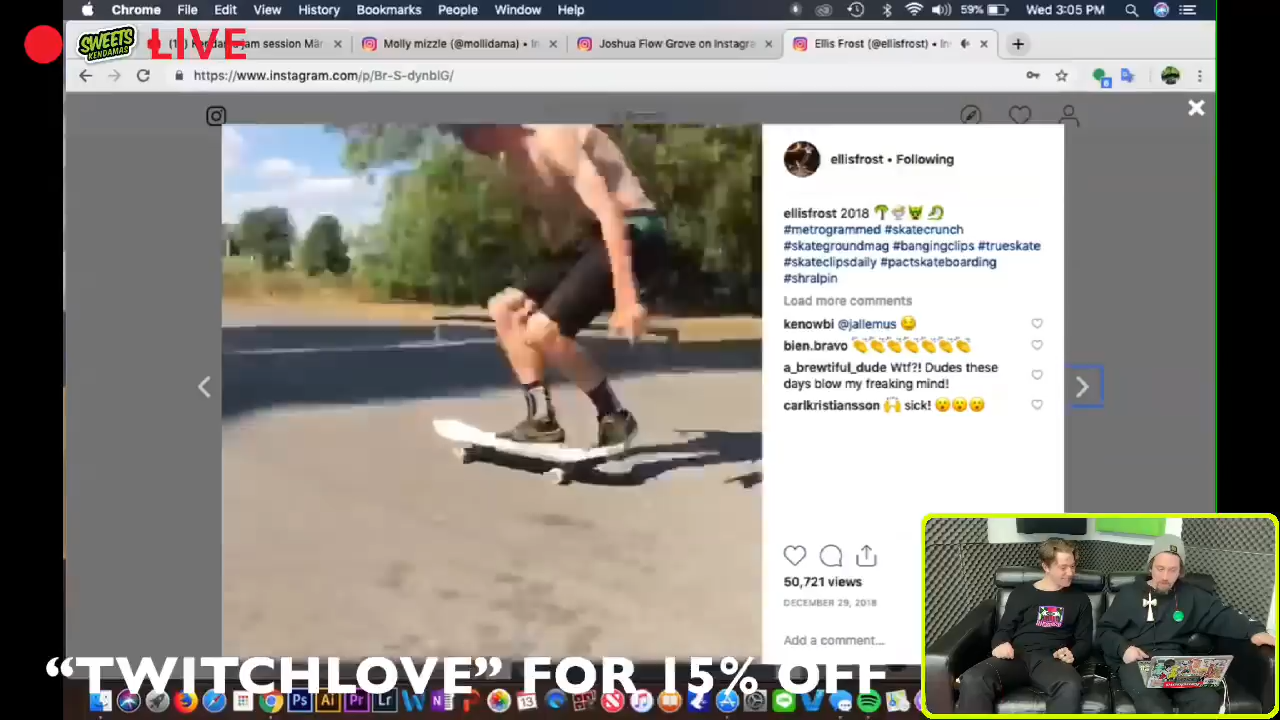 Chrome File Edit View History Bookmarks People Window Help 59% Wed 3:05 PM
SWEETS KENDAMAS LIVE
Molly mizzle (@mollidama) • In
Joshua Flow Grove on Instagra
Ellis Frost (@ellisfrost) • In
https://www.instagram.com/p/Br-S-dynblG/
ellisfrost • Following
ellisfrost 2018 🌴🍨👹🐉
#metrogrammed #skatecrunch
#skategroundmag #bangingclips #trueskate
#skateclipsdaily #pactskateboarding
#shralpin
Load more comments
kenowbi @jallemus 😏
bien.bravo 👏👏👏👏👏👏👏
a_brewtiful_dude Wtf?! Dudes these
days blow my freaking mind!
carlkristiansson 🙌 sick! 😮😮😮
50,721 views
DECEMBER 29, 2018
Add a comment...
"TWITCHLOVE" FOR 15% OFF